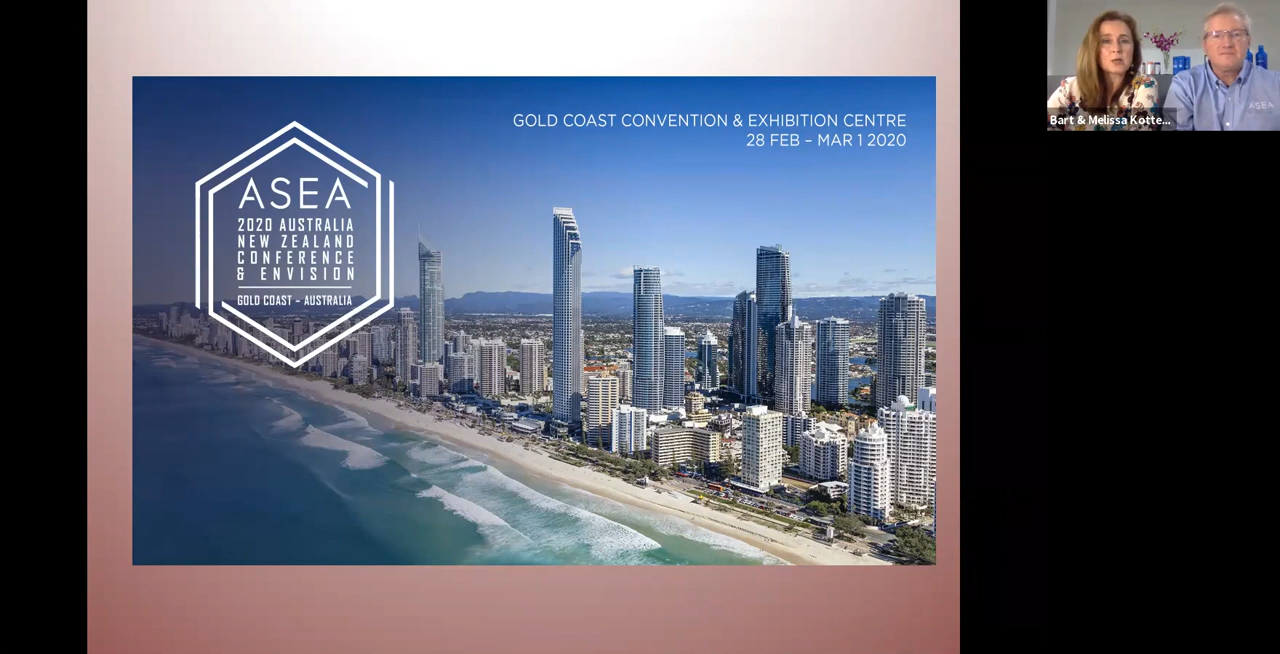 GOLD COAST CONVENTION & EXHIBITION CENTRE
28 FEB – MAR 1 2020
ASEA
2020 AUSTRALIA
NEW ZEALAND
CONFERENCE
& ENVISION
GOLD COAST – AUSTRALIA
Bart & Melissa Kotte...
ASEA